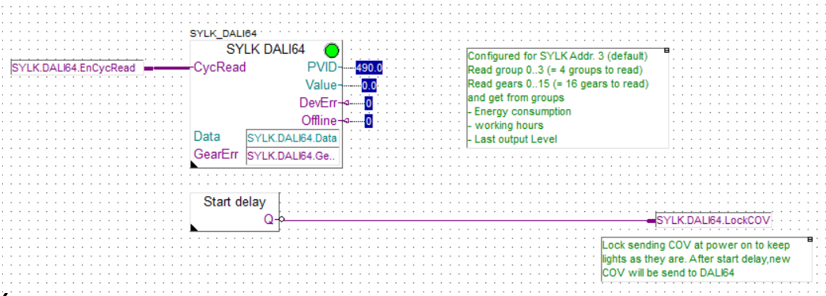 SYLK_DALI64
SYLK DALI64
SYLK.DALI64.EnCycRead
CycRead
PVID
490.0
Value
0.0
DevErr
0
Offline
0
Data
SYLK.DALI64.Data
GearErr
SYLK.DALI64.Ge..
Configured for SYLK Addr. 3 (default)
Read group 0..3 (= 4 groups to read)
Read gears 0..15 (= 16 gears to read)
and get from groups
- Energy consumption
- working hours
- Last output Level
Start delay
Q
SYLK.DALI64.LockCOV
Lock sending COV at power on to keep
lights as they are. After start delay,new
COV will be send to DALI64